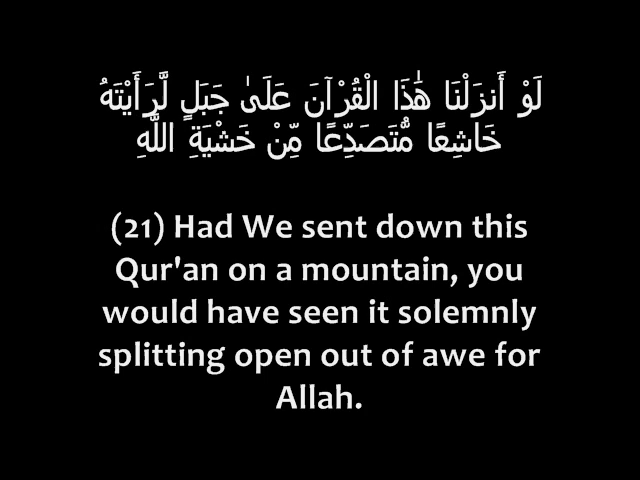 لَوْ أَنزَلْنَا هَٰذَا الْقُرْآنَ عَلَىٰ جَبَلٍ لَّرَأَيْتَهُ
خَاشِعًا مُّتَصَدِّعًا مِّنْ خَشْيَةِ اللَّهِ
(21) Had We sent down this
Qur'an on a mountain, you
would have seen it solemnly
splitting open out of awe for
Allah.